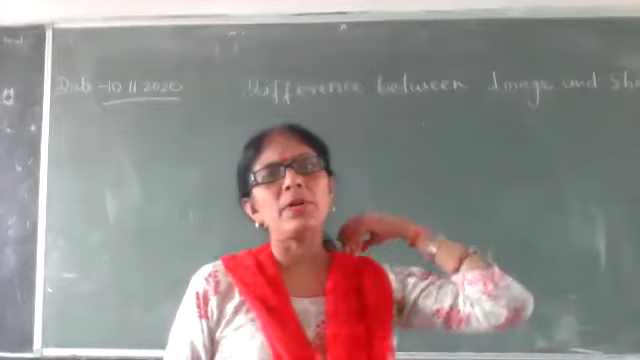 Date - 10.11.2020
Difference between Image and